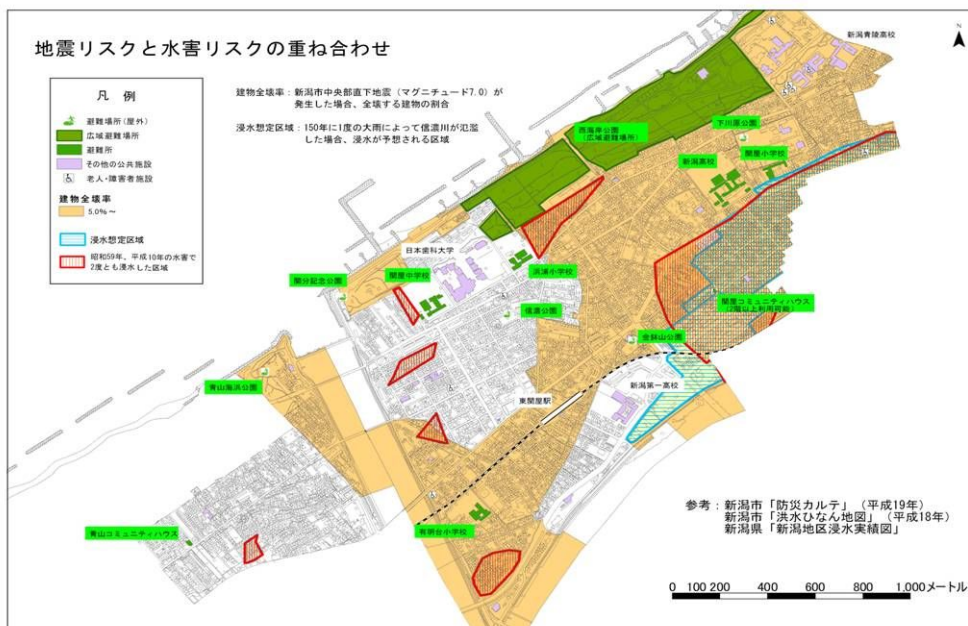 地震リスクと水害リスクの重ね合わせ
凡 例
避難場所(屋外)
広域避難場所
避難所
その他の公共施設
老人・障害者施設
建物全壊率
5.0%~
浸水想定区域
昭和59年、平成10年の水害で
2度とも浸水した区域
建物全壊率:新潟市中央部直下地震(マグニチュード7.0)が
発生した場合、全壊する建物の割合
浸水想定区域:150年に1度の大雨によって信濃川が氾濫
した場合、浸水が予想される区域
N
新潟青陵高校
下川原公園
西海岸公園
(広域避難場所)
関屋小学校
新潟高校
日本歯科大学
関屋中学校
浜浦小学校
関分記念公園
信濃公園
関屋コミュニティハウス
(2階以上利用可能)
金鉢山公園
青山海浜公園
新潟第一高校
東関屋駅
有明台小学校
青山コミュニティハウス
参考:新潟市「防災カルテ」(平成19年)
新潟市「洪水ひなん地図」(平成18年)
新潟県「新潟地区浸水実績図」
0 100 200 400 600 800 1,000メートル